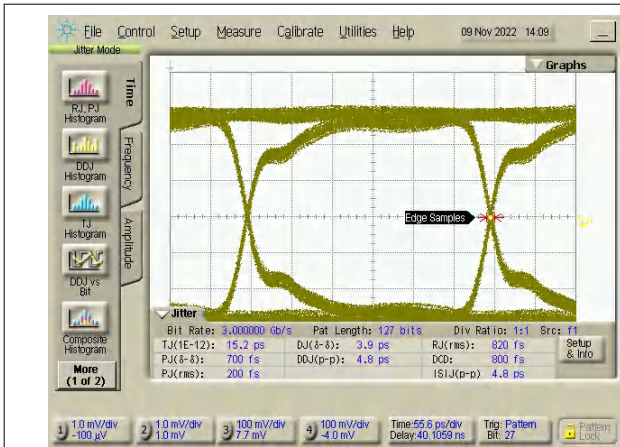 File Control Setup Measure Calibrate Utilities Help 09 Nov 2022 14:09
Jitter Mode
Graphs
RJ, PJ
Histogram
DDJ
Histogram
TJ
Histogram
DDJ vs
Bit
Composite
Histogram
More
(1 of 2)
Time
Frequency
Amplitude
Edge Samples
Jitter
Bit Rate: 3.000000 Gb/s Pat Length: 127 bits Div Ratio: 1:1 Src: f1
TJ(1E-12): 15.2 ps DJ(δ-δ): 3.9 ps RJ(rms): 820 fs
PJ(δ-δ): 700 fs DDJ(p-p): 4.8 ps DCD: 800 fs
PJ(rms): 200 fs ISIJ(p-p) 4.8 ps
Setup
& Info
1) 1.0 mV/div -100 µV
2) 1.0 mV/div 1.0 mV
3) 100 mV/div 7.7 mV
4) 100 mV/div -4.0 mV
Time:55.6 ps/div
Delay:40.1059 ns
Trig: Pattern
Bit: 27
Pattern
Lock